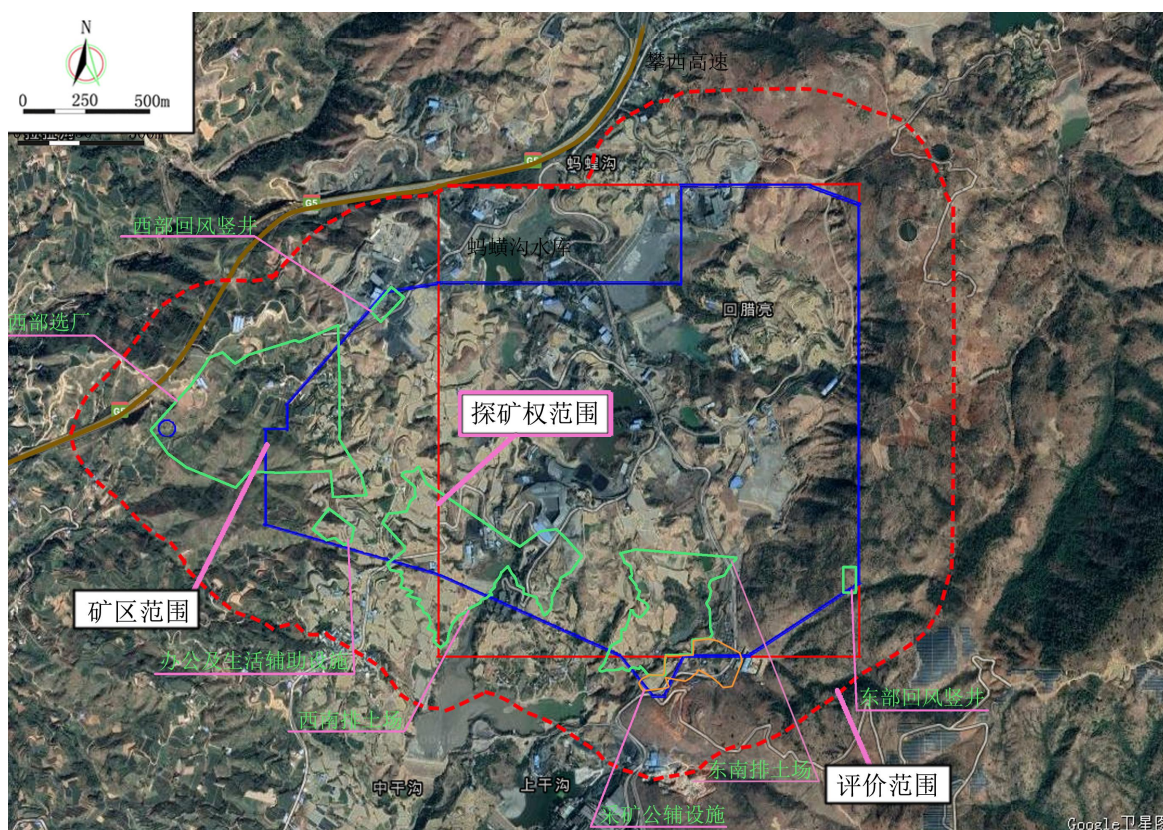 N
0 250 500m
攀西高速
G5
蚂蝗沟
G5
西部回风竖井
蚂蟥沟水库
回腊亮
西部选厂
G5
探矿权范围
矿区范围
办公及生活辅助设施
西南排土场
东部回风竖井
东南排土场
评价范围
中干沟
上干沟
采矿公辅设施
Google卫星图